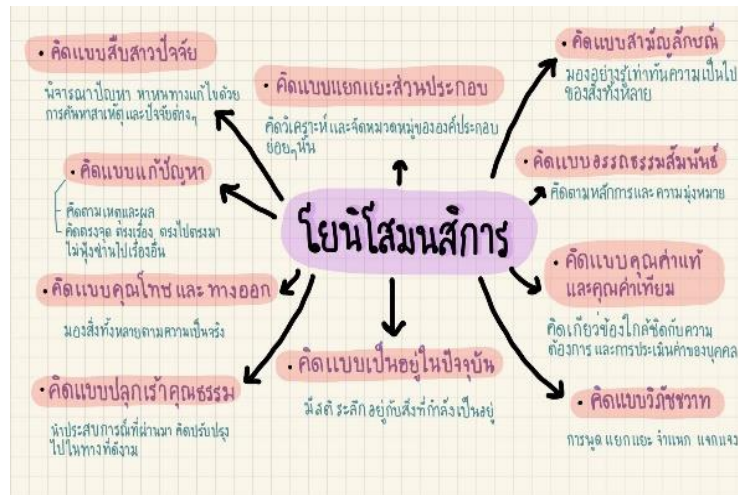 • คิดแบบสืบสาวปัจจัย
พิจารณาปัญหา หาหนทางแก้ไขด้วย
การค้นหาสาเหตุและปัจจัยต่างๆ
• คิดแบบแยกแยะส่วนประกอบ
คิดวิเคราะห์ และจัดหมวดหมู่ขององค์ประกอบ
ย่อยๆนั้น
• คิดแบบสามัญลักษณ์
มองอย่างรู้เท่าทันความเป็นไป
ของสิ่งทั้งหลาย
• คิดแบบแก้ปัญหา
คิดตามเหตุและผล
คิดตรงจุด ตรงเรื่อง ตรงไปตรงมา
ไม่ฟุ้งซ่านไปเรื่องอื่น
• คิดแบบอรรถธรรมสัมพันธ์
คิดตามหลักการและความมุ่งหมาย
โยนิโสมนสิการ
• คิดแบบคุณโทษ และ ทางออก
มองสิ่งทั้งหลายตามความเป็นจริง
• คิดแบบคุณค่าแท้
และคุณค่าเทียม
คิดเกี่ยวข้องใกล้ชิดกับความ
ต้องการ และการประเมินค่าของบุคคล
• คิดแบบปลุกเร้าคุณธรรม
นำประสบการณ์ที่ผ่านมา คิดปรับปรุง
ไปในทางที่ดีงาม
• คิดแบบเป็นอยู่ในปัจจุบัน
มีสติ ระลึกอยู่กับสิ่งที่กำลังเป็นอยู่
• คิดแบบวิภัชชวาท
การพูด แยกแยะ จำแนก แจกแจง